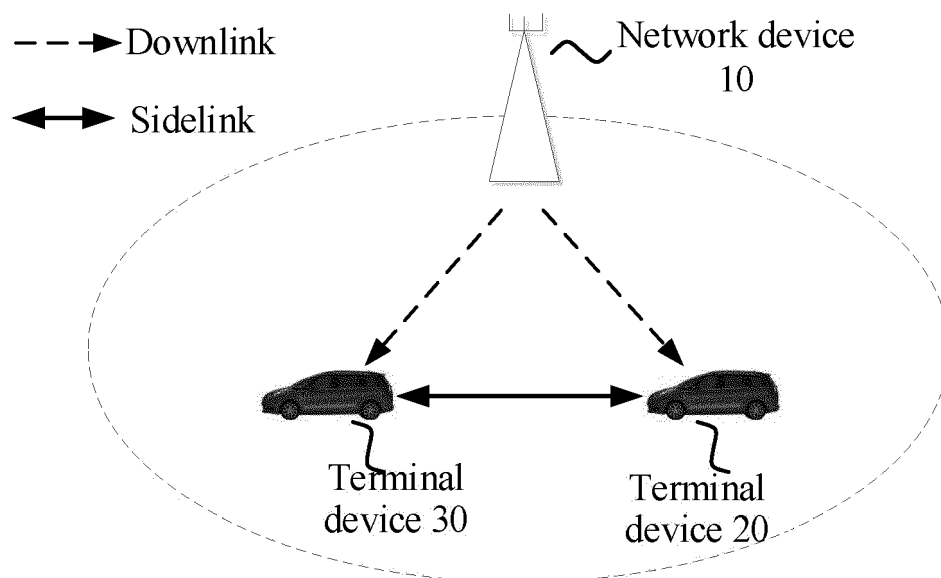 Downlink
Sidelink
Network device
10
Terminal
device 30
Terminal
device 20